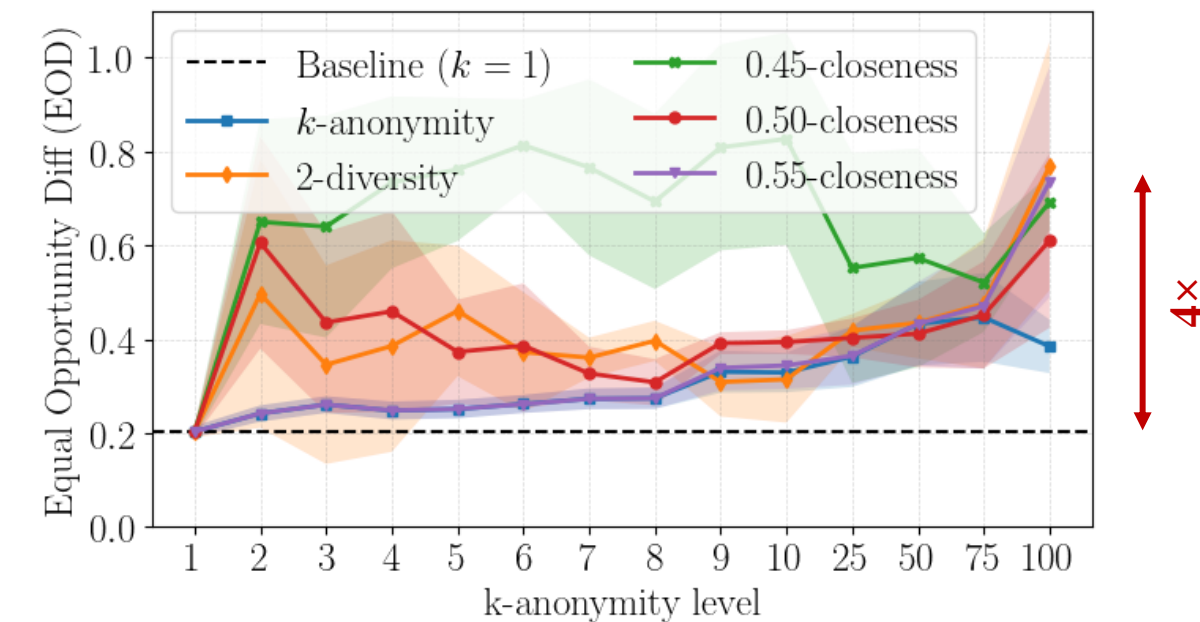 Equal Opportunity Diff (EOD)
1.0
0.8
0.6
0.4
0.2
0.0
Baseline (k = 1)
k-anonymity
2-diversity
0.45-closeness
0.50-closeness
0.55-closeness
1 2 3 4 5 6 7 8 9 10 25 50 75 100
k-anonymity level
4×